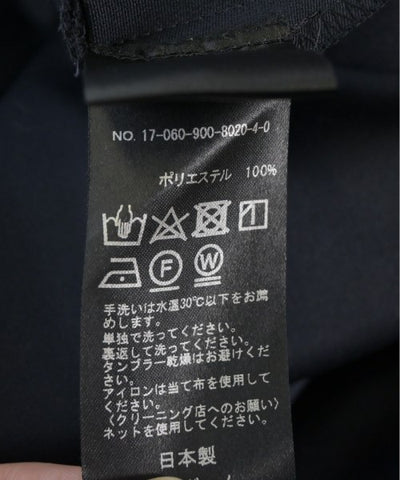 NO. 17-060-900-8020-4-0
ポリエステル 100%
F W
手洗いは水温30℃以下をお薦
めします。
単独で洗ってください。
裏返して洗ってください。
タンブラー乾燥はお避けくだ
さい。
アイロンは当て布を使用して
ください。
〈クリーニング店へのお願い〉
ネットを使用してください。
日本製